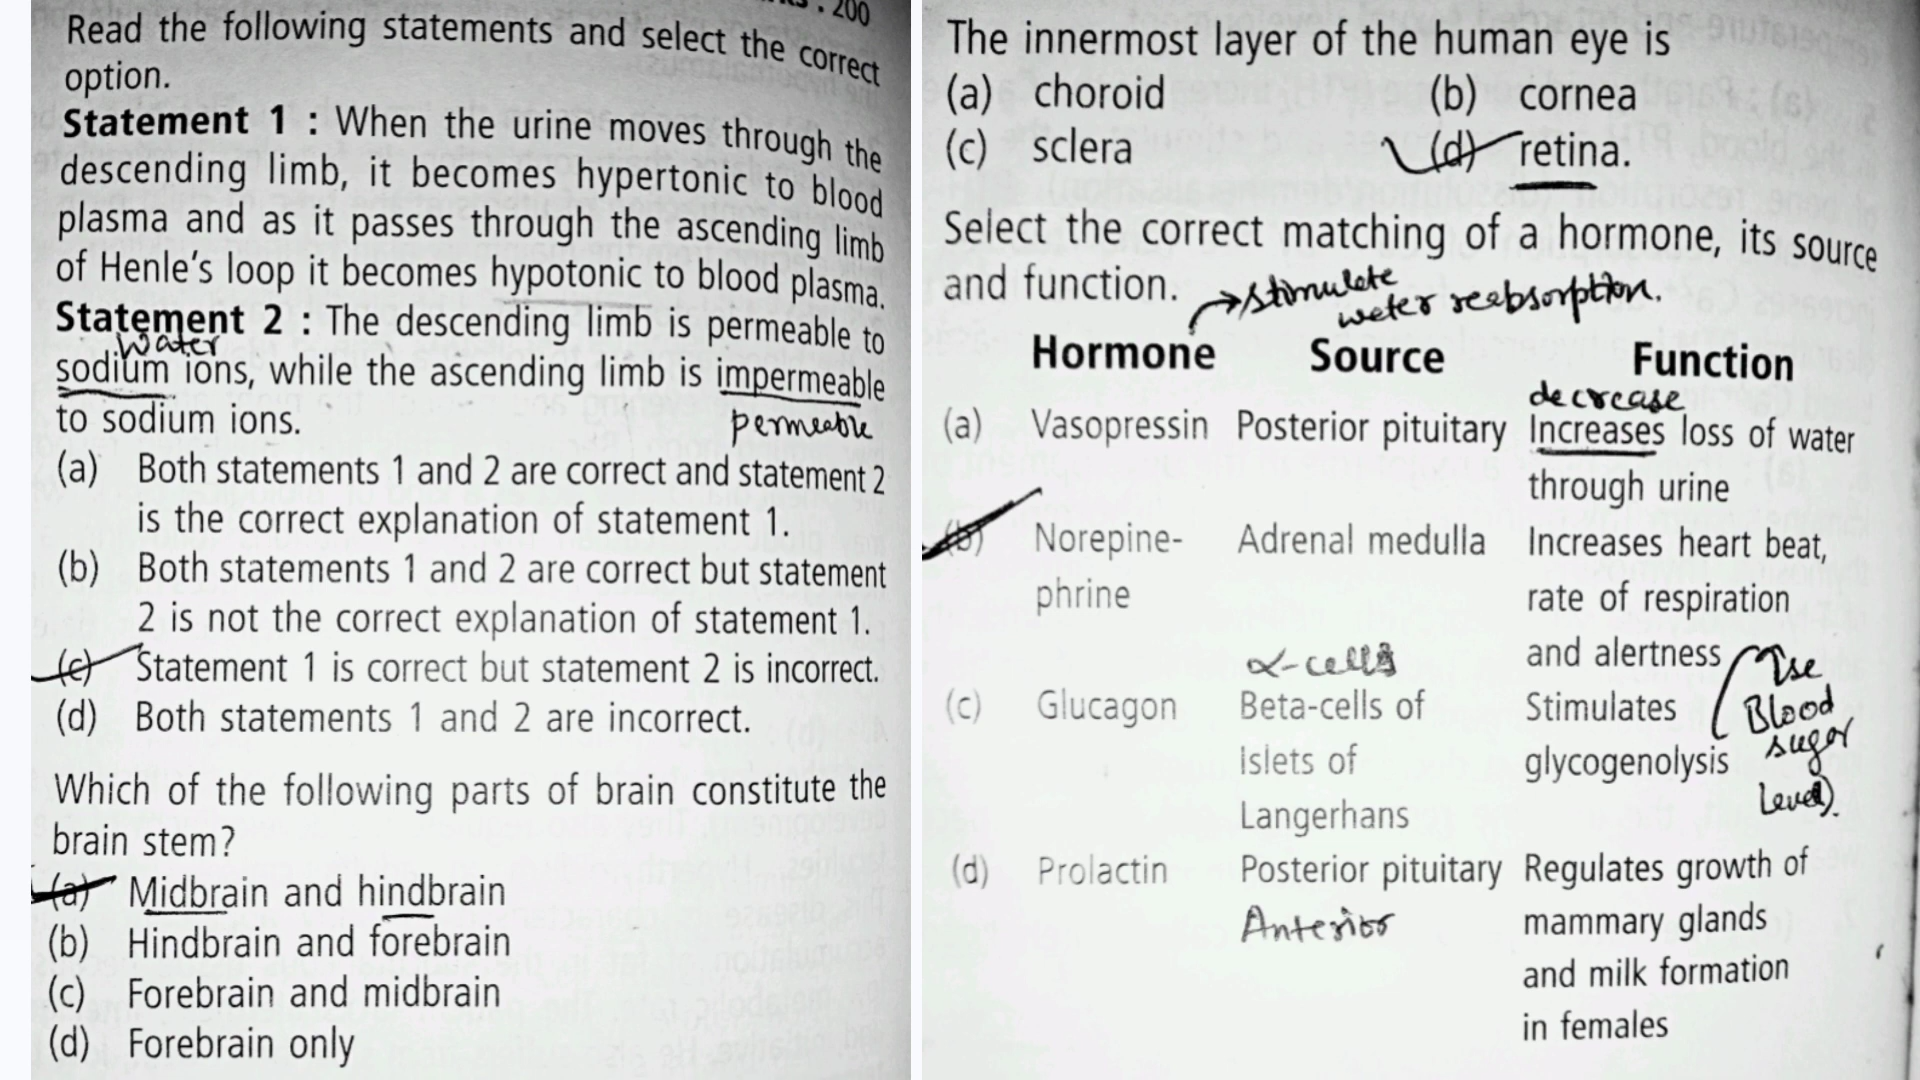 : 200
Read the following statements and select the correct
option.
Statement 1 : When the urine moves through the
descending limb, it becomes hypertonic to blood
plasma and as it passes through the ascending limb
of Henle's loop it becomes hypotonic to blood plasma.
Statement 2 : The descending limb is permeable to
Water
sodium ions, while the ascending limb is impermeable
to sodium ions.
permeable
(a) Both statements 1 and 2 are correct and statement 2
is the correct explanation of statement 1.
(b) Both statements 1 and 2 are correct but statement
2 is not the correct explanation of statement 1.
(c) Statement 1 is correct but statement 2 is incorrect.
(d) Both statements 1 and 2 are incorrect.
Which of the following parts of brain constitute the
brain stem?
(a) Midbrain and hindbrain
(b) Hindbrain and forebrain
(c) Forebrain and midbrain
(d) Forebrain only
The innermost layer of the human eye is
(a) choroid (b) cornea
(c) sclera (d) retina.
Select the correct matching of a hormone, its source
and function.
→ stimulete
weter reebsorption.
Hormone Source Function
decrease
(a) Vasopressin Posterior pituitary Increases loss of water
through urine
(b) Norepine- Adrenal medulla Increases heart beat,
phrine rate of respiration
and alertness
α-cells
(c) Glucagon Beta-cells of Stimulates
islets of glycogenolysis
Langerhans
(↑se
Blood
sugar
level).
(d) Prolactin Posterior pituitary Regulates growth of
Anterior mammary glands
and milk formation
in females